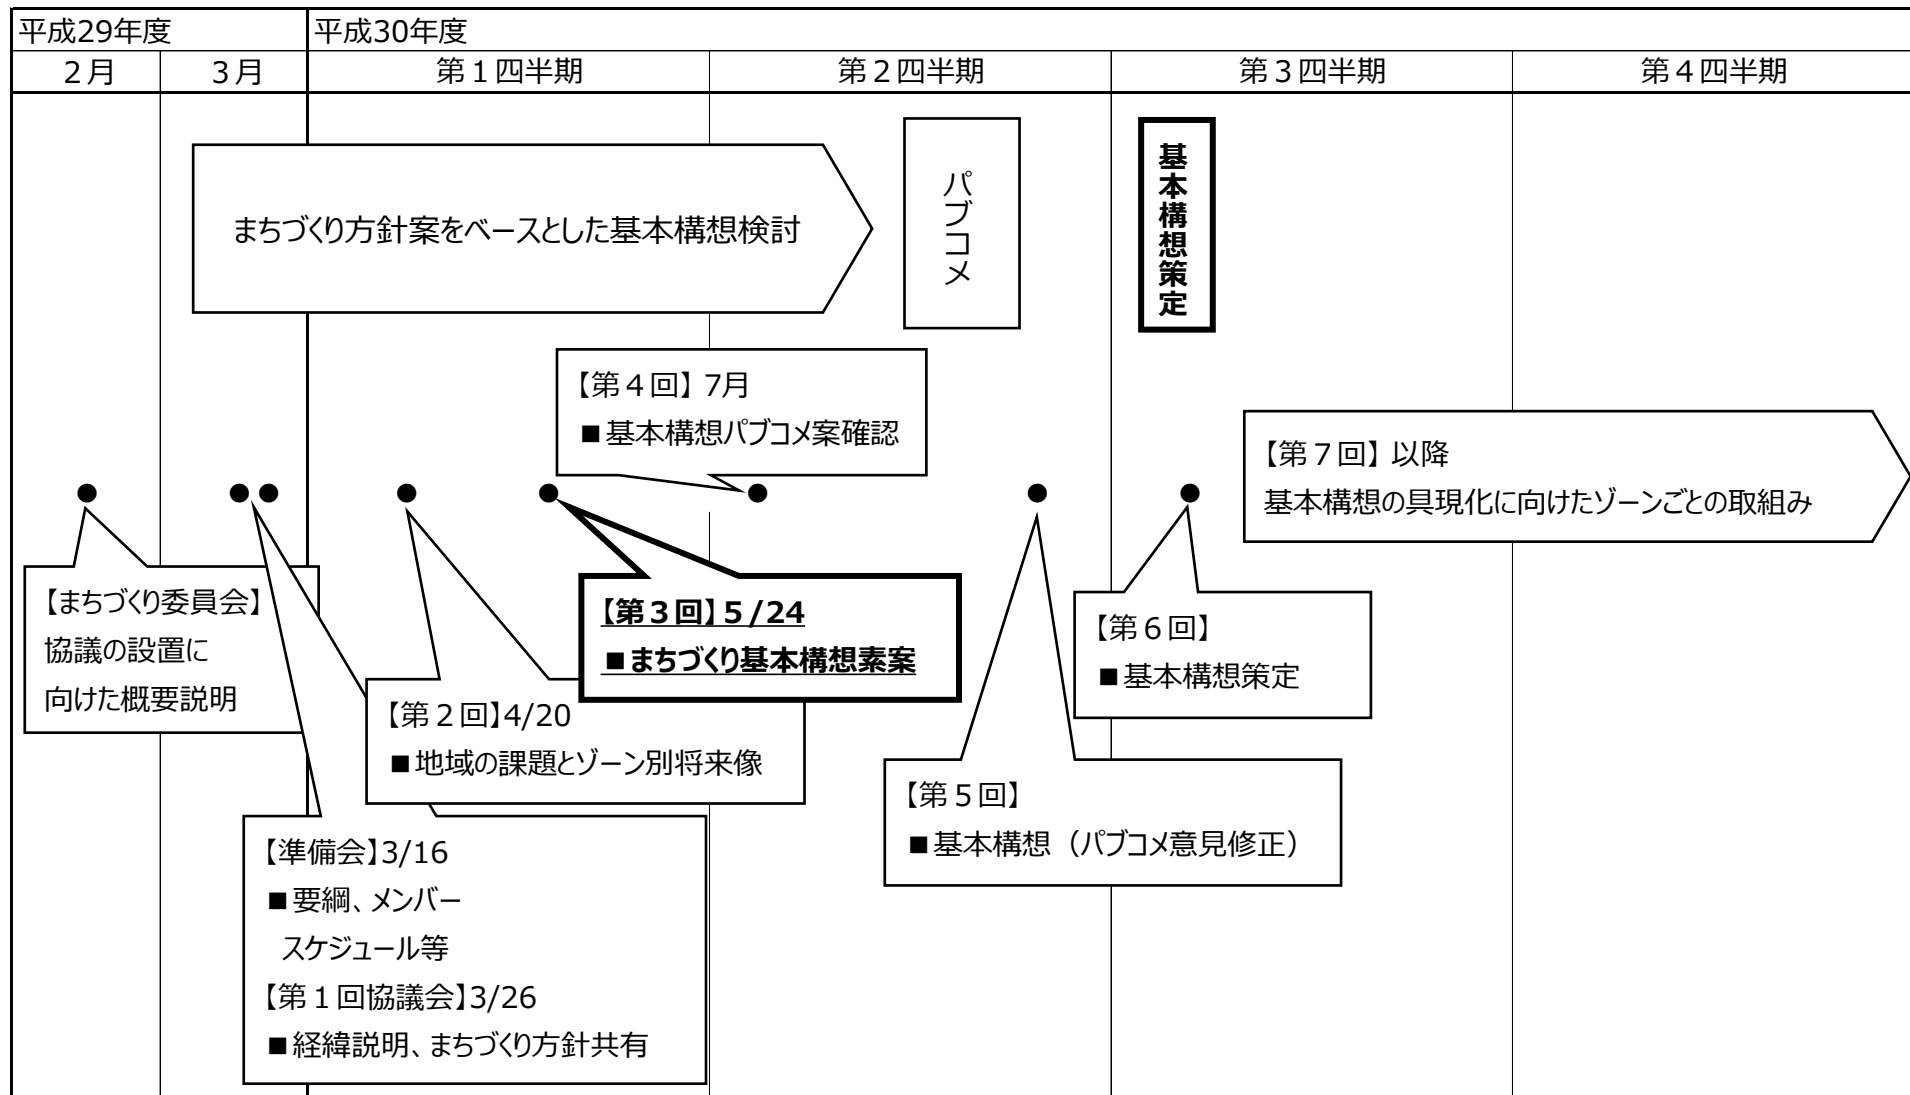 平成29年度
平成30年度
2月
3月
第1四半期
第2四半期
第3四半期
第4四半期
まちづくり方針案をベースとした基本構想検討
パブコメ
基本構想策定
【第4回】 7月
■基本構想パブコメ案確認
【第7回】 以降
基本構想の具現化に向けたゾーンごとの取組み
【まちづくり委員会】
協議の設置に
向けた概要説明
【第3回】 5/24
■まちづくり基本構想素案
【第6回】
■基本構想策定
【第2回】4/20
■地域の課題とゾーン別将来像
【第5回】
■基本構想（パブコメ意見修正）
【準備会】3/16
■要綱、メンバー
スケジュール等
【第1回協議会】3/26
■経緯説明、まちづくり方針共有